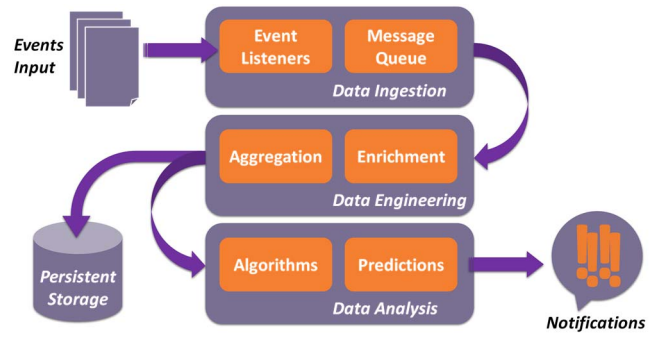 Events
Input
Event
Listeners
Message
Queue
Data Ingestion
Aggregation
Enrichment
Data Engineering
Persistent
Storage
Algorithms
Predictions
Data Analysis
!!!!
Notifications